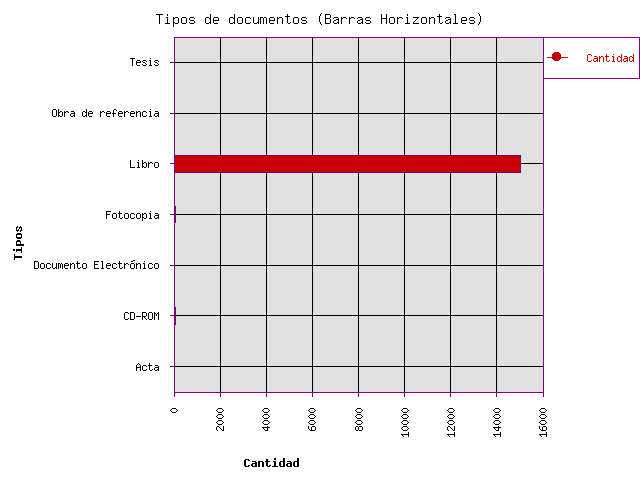 Tipos de documentos (Barras Horizontales)
Cantidad
Tesis
Obra de referencia
Libro
Fotocopia
Documento Electrónico
CD-ROM
Acta
Tipos
0
2000
4000
6000
8000
10000
12000
14000
16000
Cantidad